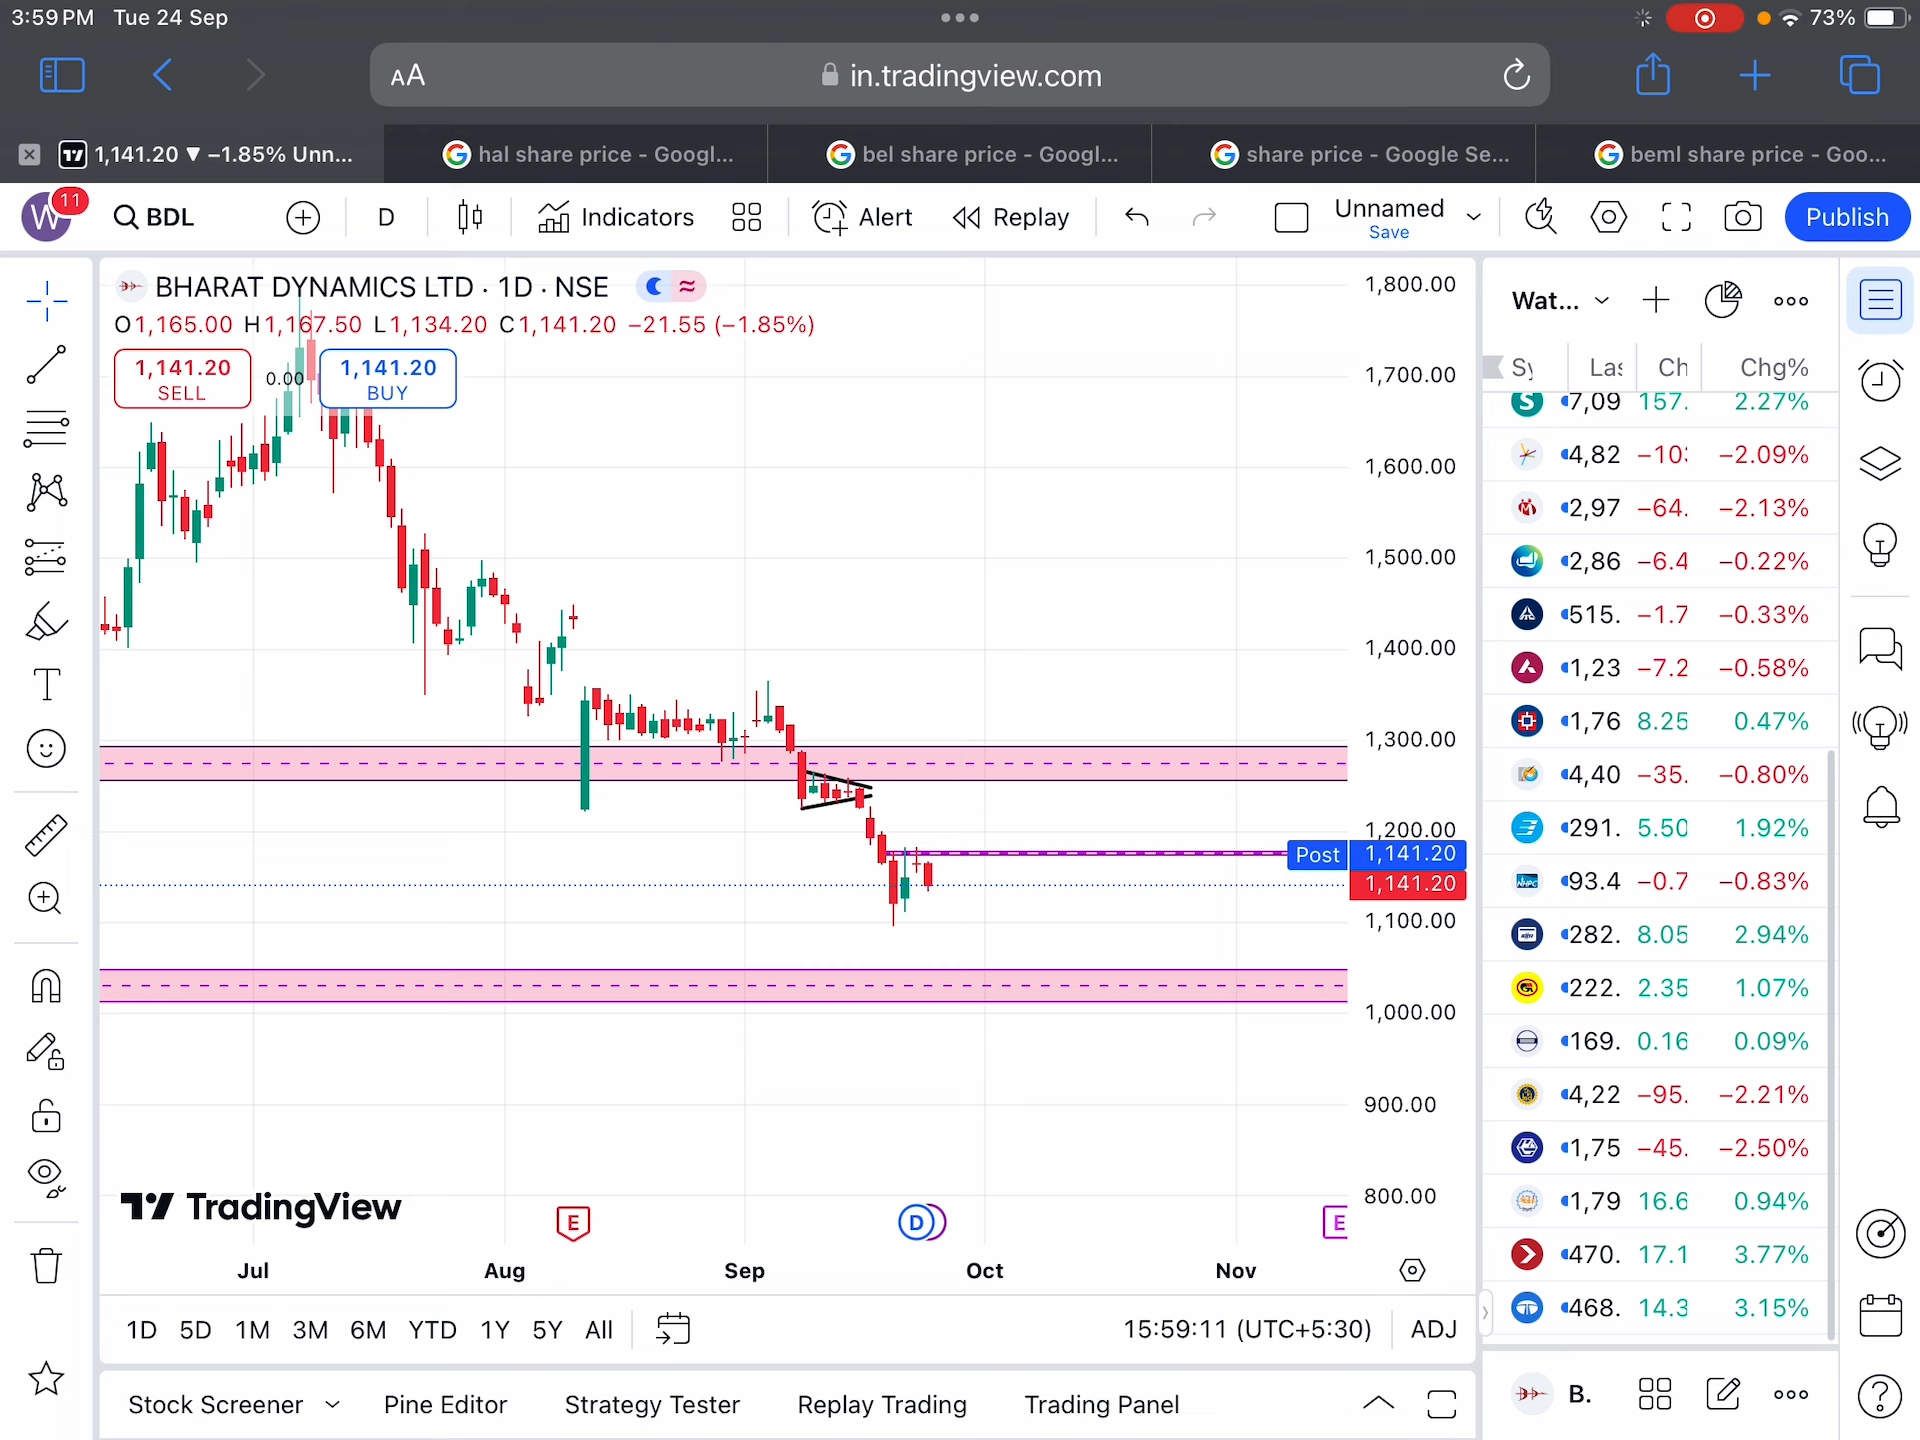 3:59 PM Tue 24 Sep
73%
AA in.tradingview.com
1,141.20 ▼ −1.85% Unn...
hal share price - Googl...
bel share price - Googl...
share price - Google Se...
beml share price - Goo...
W 11 BDL D Indicators Alert Replay Unnamed Publish
Save
BHARAT DYNAMICS LTD · 1D · NSE
O1,165.00 H1,167.50 L1,134.20 C1,141.20 −21.55 (−1.85%)
1,141.20 0.00 1,141.20
SELL BUY
1,800.00
1,700.00
1,600.00
1,500.00
1,400.00
1,300.00
1,200.00
Post 1,141.20
1,141.20
1,100.00
1,000.00
900.00
800.00
TradingView
E D E
Jul Aug Sep Oct Nov
1D 5D 1M 3M 6M YTD 1Y 5Y All 15:59:11 (UTC+5:30) ADJ
Stock Screener Pine Editor Strategy Tester Replay Trading Trading Panel
Wat...
Sy Las Ch Chg%
7,09 157. 2.27%
4,82 −10 −2.09%
2,97 −64. −2.13%
2,86 −6.4 −0.22%
515. −1.7 −0.33%
1,23 −7.2 −0.58%
1,76 8.25 0.47%
4,40 −35. −0.80%
291. 5.50 1.92%
93.4 −0.7 −0.83%
282. 8.05 2.94%
222. 2.35 1.07%
169. 0.16 0.09%
4,22 −95. −2.21%
1,75 −45. −2.50%
1,79 16.6 0.94%
470. 17.1 3.77%
468. 14.3 3.15%
B.